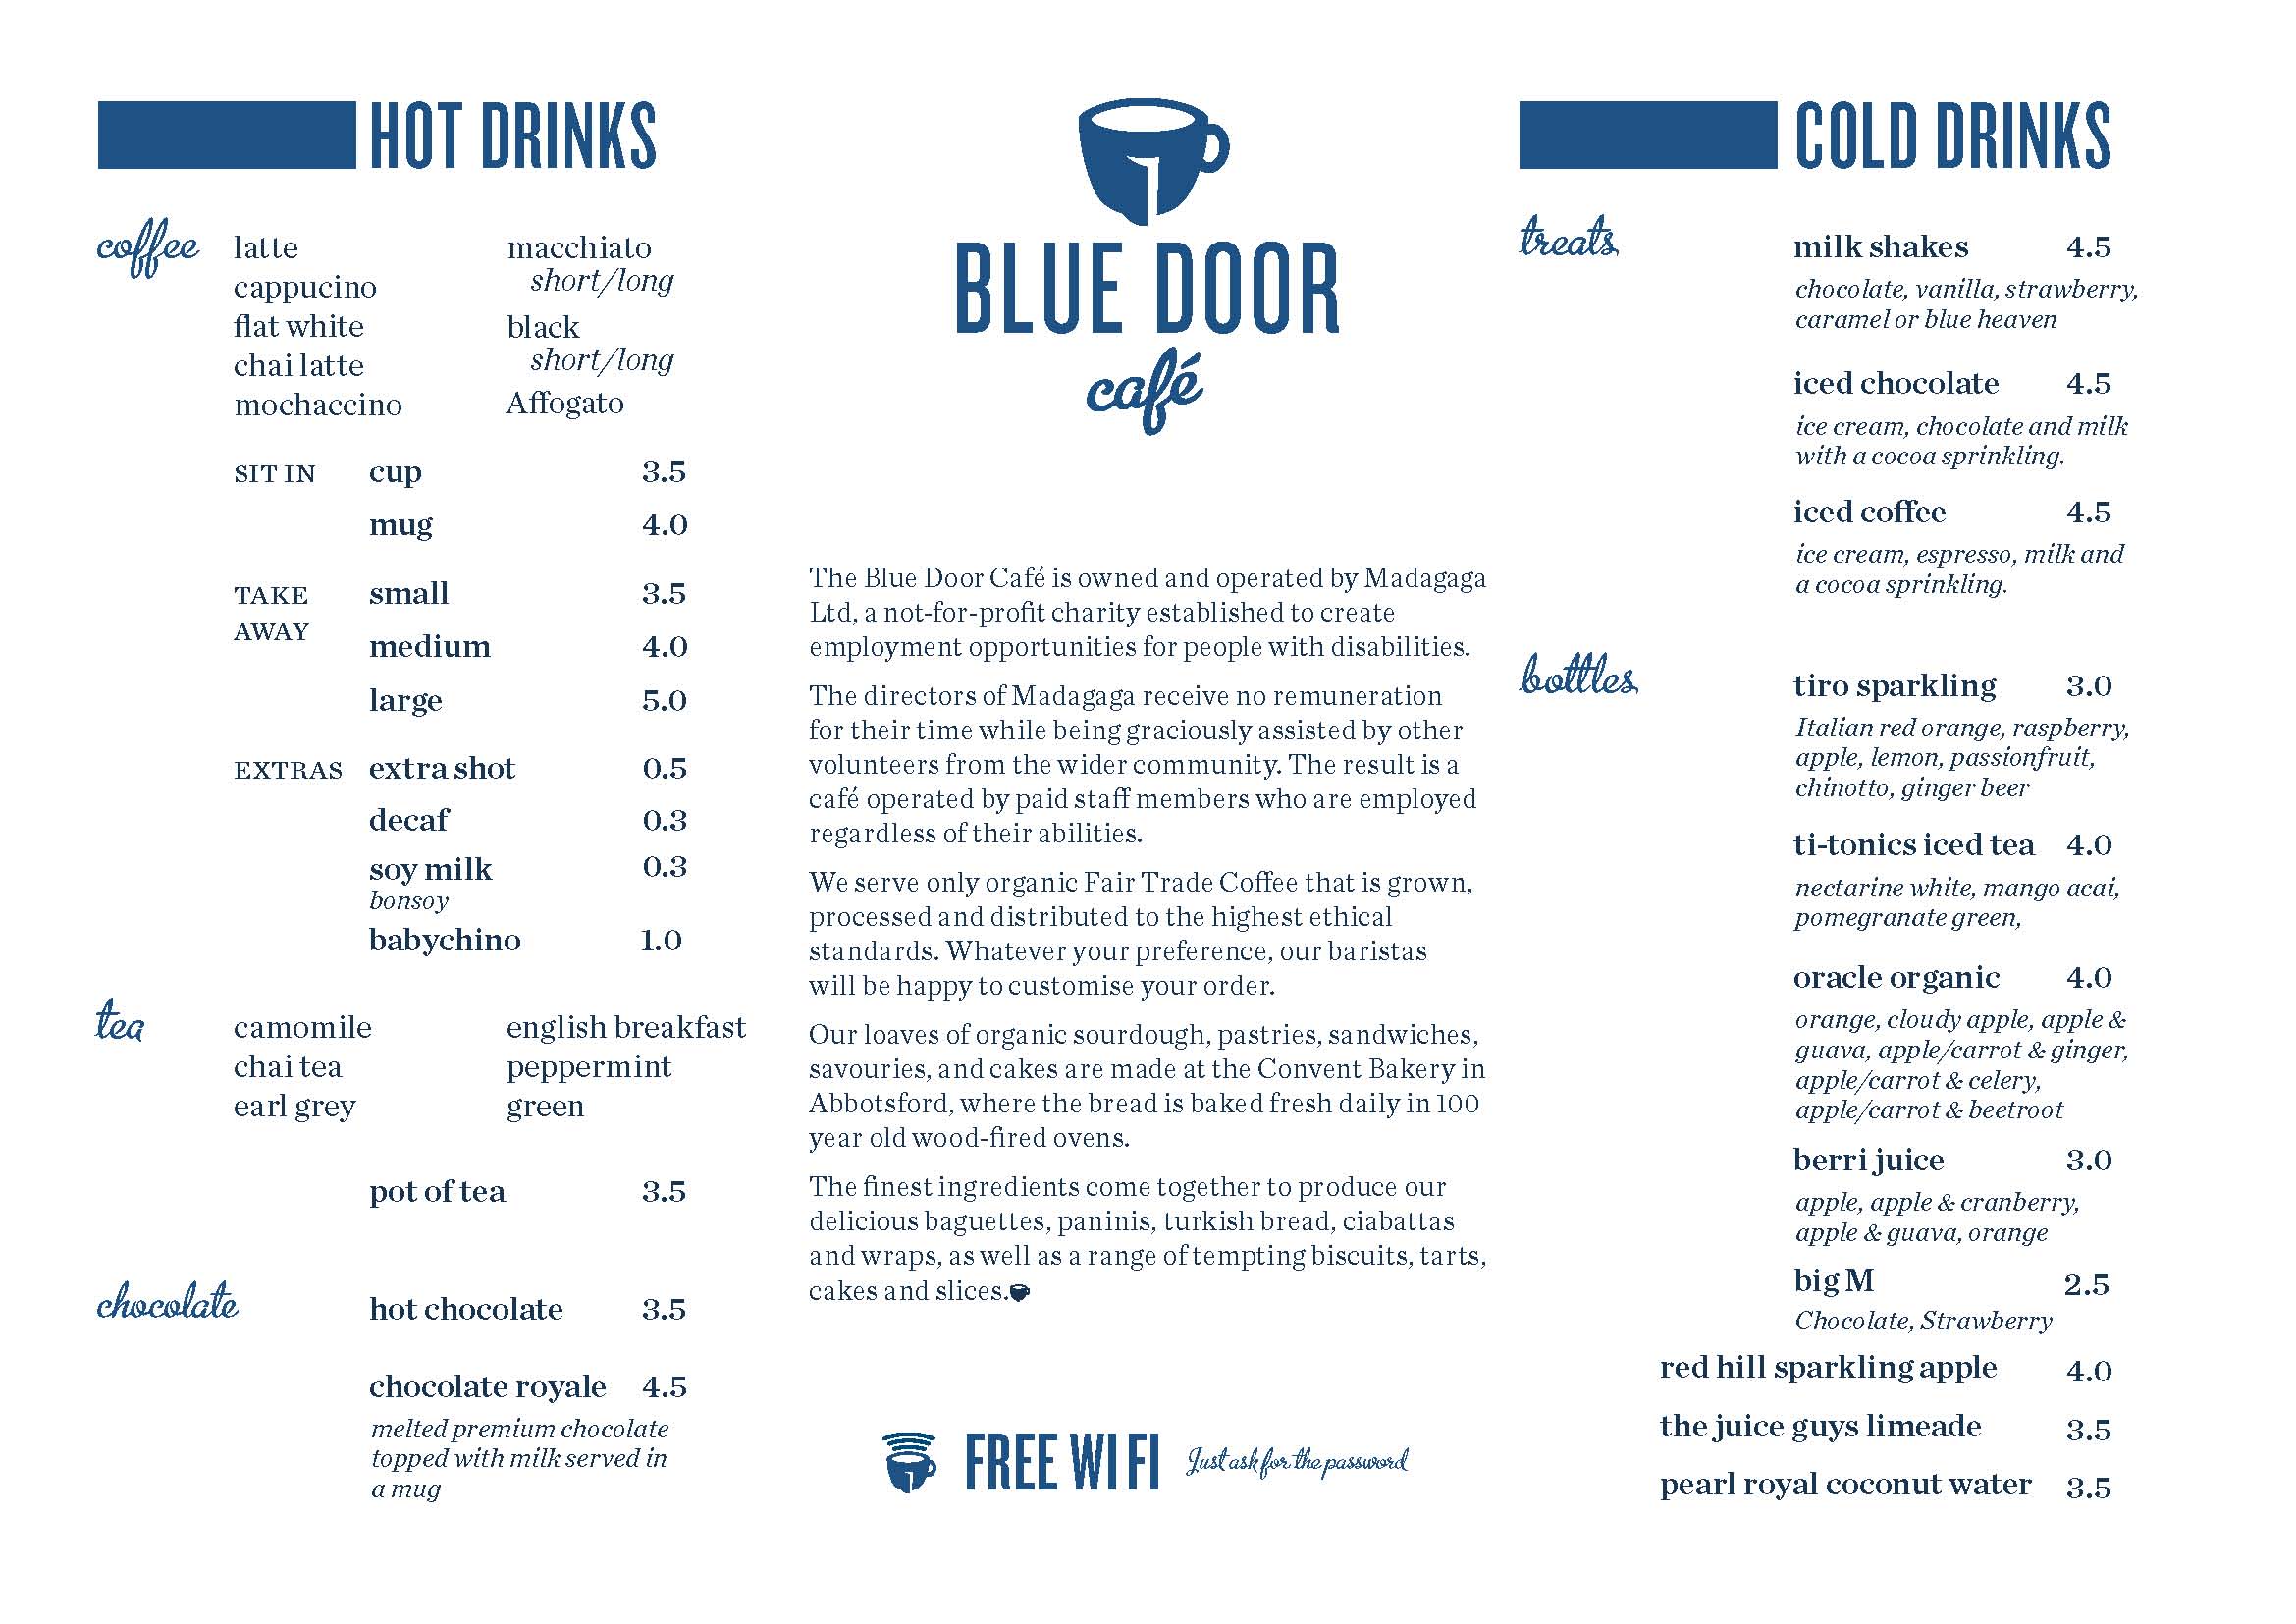 HOT DRINKS
coffee
latte
cappucino
flat white
chai latte
mochaccino
macchiato
short/long
black
short/long
Affogato
SIT IN cup 3.5
mug 4.0
TAKE AWAY small 3.5
medium 4.0
large 5.0
EXTRAS extra shot 0.5
decaf 0.3
soy milk 0.3
bonsoy
babychino 1.0
tea
camomile
chai tea
earl grey
english breakfast
peppermint
green
pot of tea 3.5
chocolate
hot chocolate 3.5
chocolate royale 4.5
melted premium chocolate
topped with milk served in
a mug
BLUE DOOR
café
The Blue Door Café is owned and operated by Madagaga
Ltd, a not-for-profit charity established to create
employment opportunities for people with disabilities.
The directors of Madagaga receive no remuneration
for their time while being graciously assisted by other
volunteers from the wider community. The result is a
café operated by paid staff members who are employed
regardless of their abilities.
We serve only organic Fair Trade Coffee that is grown,
processed and distributed to the highest ethical
standards. Whatever your preference, our baristas
will be happy to customise your order.
Our loaves of organic sourdough, pastries, sandwiches,
savouries, and cakes are made at the Convent Bakery in
Abbotsford, where the bread is baked fresh daily in 100
year old wood-fired ovens.
The finest ingredients come together to produce our
delicious baguettes, paninis, turkish bread, ciabattas
and wraps, as well as a range of tempting biscuits, tarts,
cakes and slices.
FREE WI FI Just ask for the password
COLD DRINKS
treats
milk shakes 4.5
chocolate, vanilla, strawberry,
caramel or blue heaven
iced chocolate 4.5
ice cream, chocolate and milk
with a cocoa sprinkling.
iced coffee 4.5
ice cream, espresso, milk and
a cocoa sprinkling.
bottles
tiro sparkling 3.0
Italian red orange, raspberry,
apple, lemon, passionfruit,
chinotto, ginger beer
ti-tonics iced tea 4.0
nectarine white, mango acai,
pomegranate green,
oracle organic 4.0
orange, cloudy apple, apple &
guava, apple/carrot & ginger,
apple/carrot & celery,
apple/carrot & beetroot
berri juice 3.0
apple, apple & cranberry,
apple & guava, orange
big M 2.5
Chocolate, Strawberry
red hill sparkling apple 4.0
the juice guys limeade 3.5
pearl royal coconut water 3.5